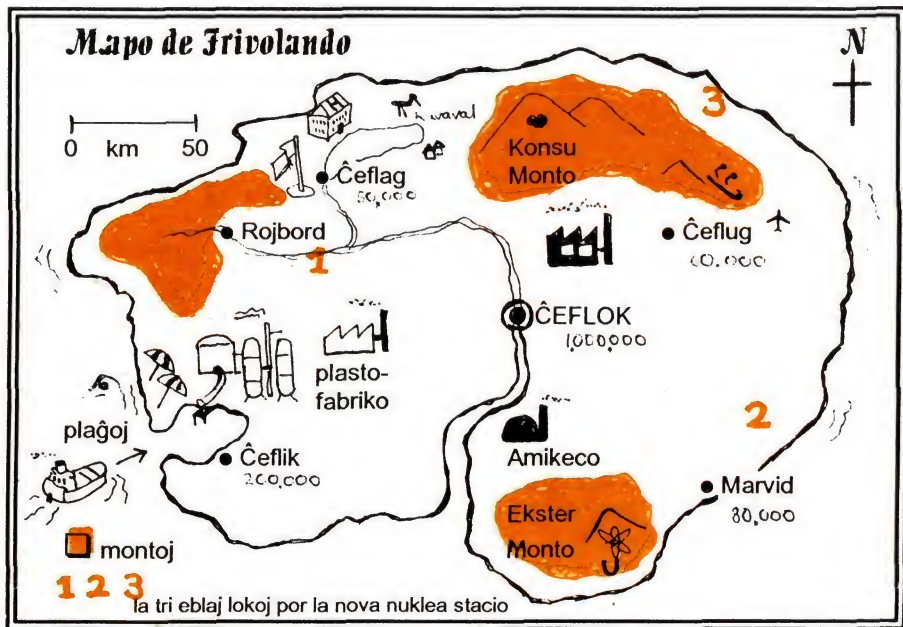 Mapo de Frivolando
N
0 km 50
3
Konsu
Monto
Ĉeflag
50,000
Rojbord
Ĉeflug
60.000
1
ĈEFLOK
1,000,000
plasto-
fabriko
2
plaĝoj
Amikeco
Ĉeflik
200,000
Marvid
80,000
Ekster
Monto
montoj
1 2 3
la tri eblaj lokoj por la nova nuklea stacio